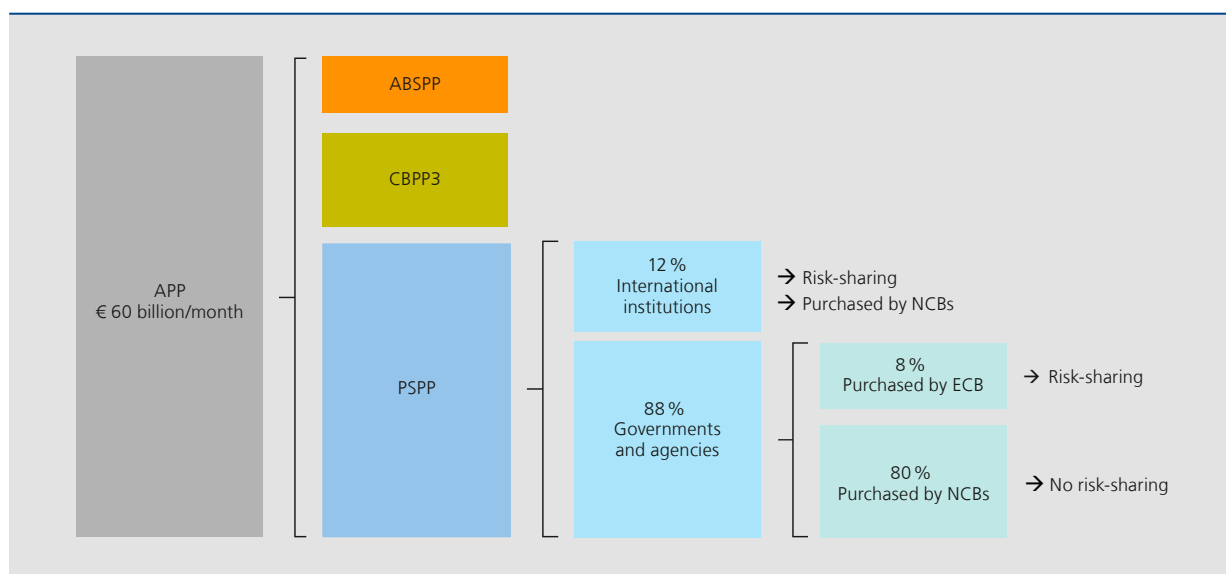 APP
€ 60 billion/month
ABSPP
CBPP3
PSPP
12 %
International
institutions
→ Risk-sharing
→ Purchased by NCBs
88 %
Governments
and agencies
8 %
Purchased by ECB
→ Risk-sharing
80 %
Purchased by NCBs
→ No risk-sharing